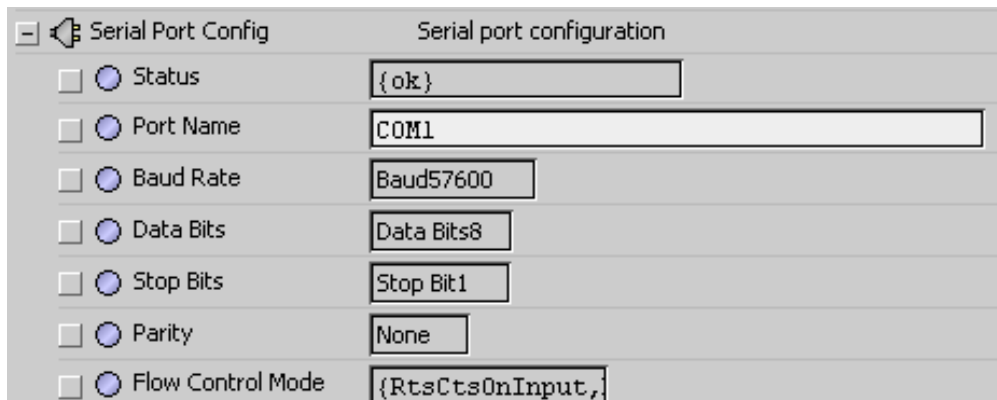 Serial Port Config Serial port configuration
Status {ok}
Port Name COM1
Baud Rate Baud57600
Data Bits Data Bits8
Stop Bits Stop Bit1
Parity None
Flow Control Mode {RtsCtsOnInput,